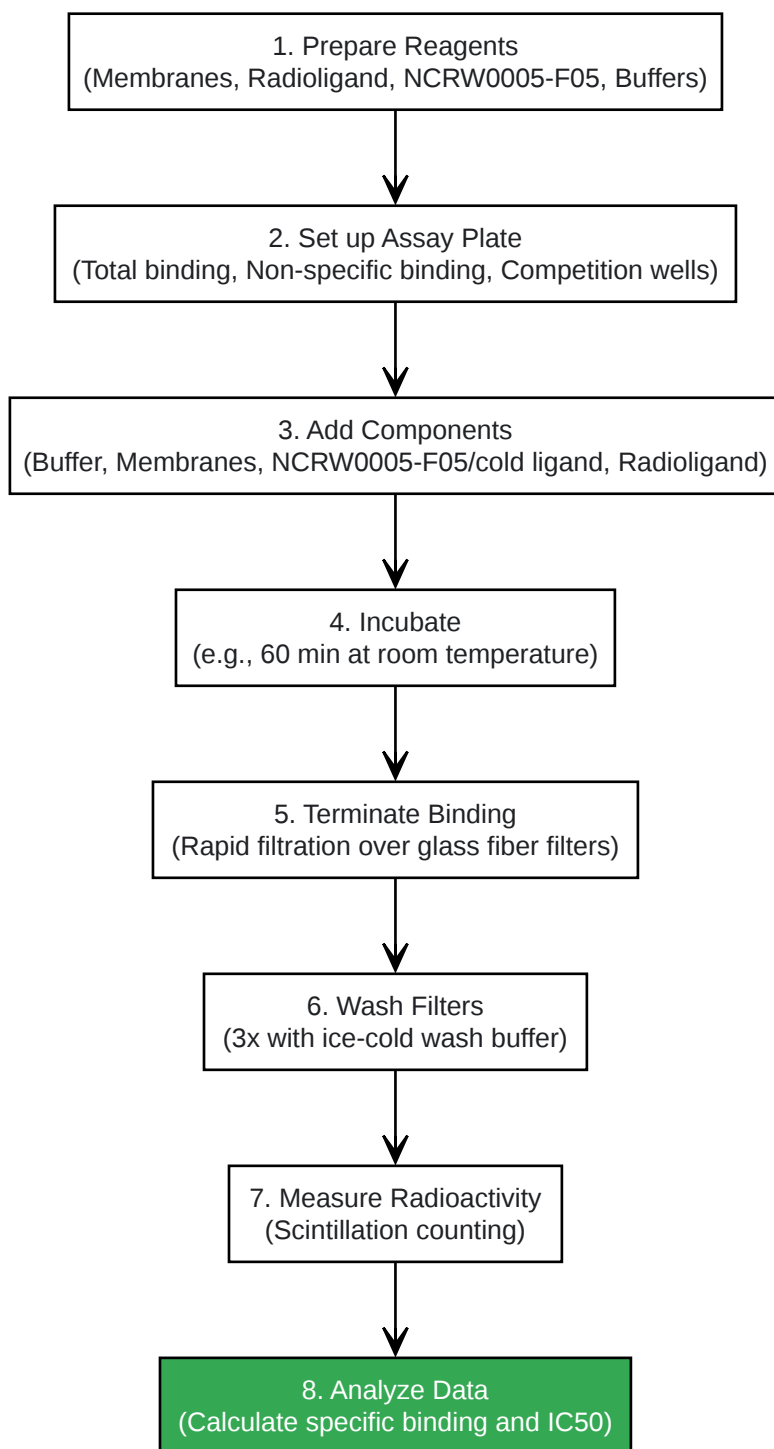 1. Prepare Reagents
(Membranes, Radioligand, NCRW0005-F05, Buffers)
2. Set up Assay Plate
(Total binding, Non-specific binding, Competition wells)
3. Add Components
(Buffer, Membranes, NCRW0005-F05/cold ligand, Radioligand)
4. Incubate
(e.g., 60 min at room temperature)
5. Terminate Binding
(Rapid filtration over glass fiber filters)
6. Wash Filters
(3x with ice-cold wash buffer)
7. Measure Radioactivity
(Scintillation counting)
8. Analyze Data
(Calculate specific binding and IC50)